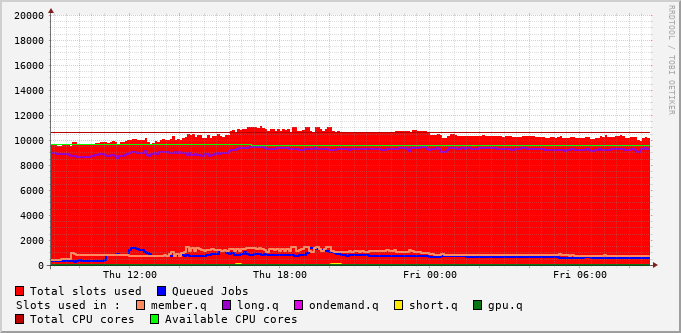 20000
18000
16000
14000
12000
10000
8000
6000
4000
2000
0
Thu 12:00 Thu 18:00 Fri 00:00 Fri 06:00
RRDTOOL / TOBI OETIKER
Total slots used Queued Jobs
Slots used in : member.q long.q ondemand.q short.q gpu.q
Total CPU cores Available CPU cores